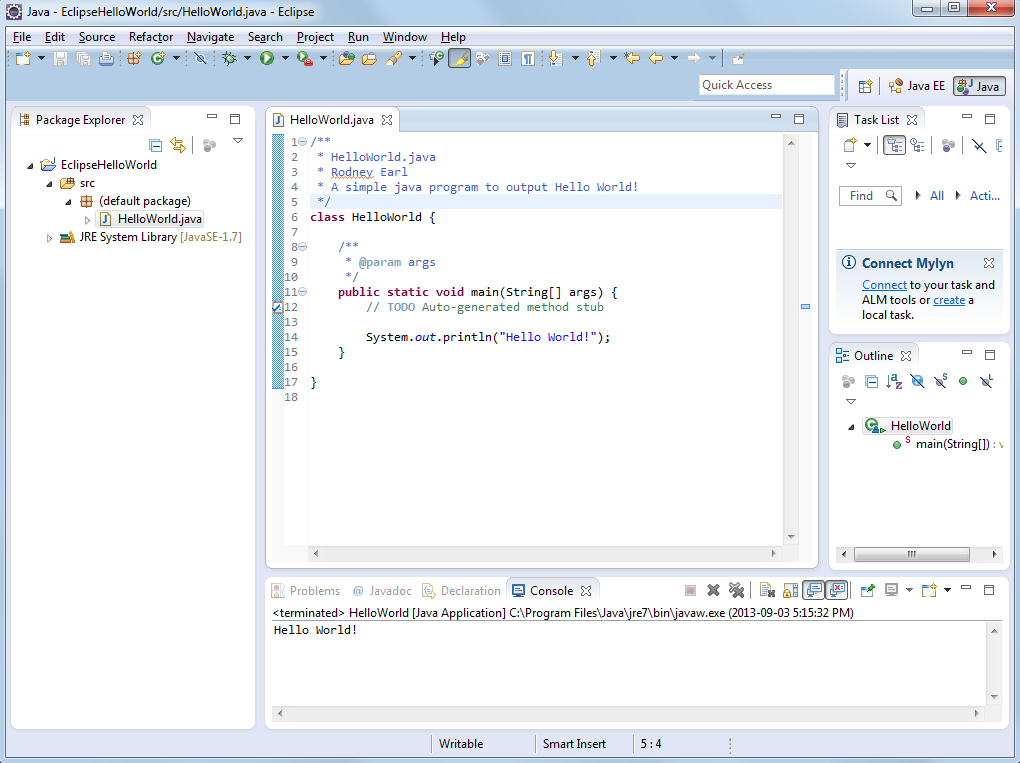 Java - EclipseHelloWorld/src/HelloWorld.java - Eclipse
File Edit Source Refactor Navigate Search Project Run Window Help
Quick Access
Java EE
Java
Package Explorer
EclipseHelloWorld
src
(default package)
HelloWorld.java
JRE System Library [JavaSE-1.7]
HelloWorld.java
1 /**
2 * HelloWorld.java
3 * Rodney Earl
4 * A simple java program to output Hello World!
5 */
6 class HelloWorld {
7
8 /**
9 * @param args
10 */
11 public static void main(String[] args) {
12 // TODO Auto-generated method stub
13
14 System.out.println("Hello World!");
15 }
16
17 }
18
Task List
Find
All
Acti...
Connect Mylyn
Connect to your task and
ALM tools or create a
local task.
Outline
HelloWorld
main(String[]) : v
Problems @ Javadoc Declaration Console
<terminated> HelloWorld [Java Application] C:\Program Files\Java\jre7\bin\javaw.exe (2013-09-03 5:15:32 PM)
Hello World!
Writable Smart Insert 5 : 4